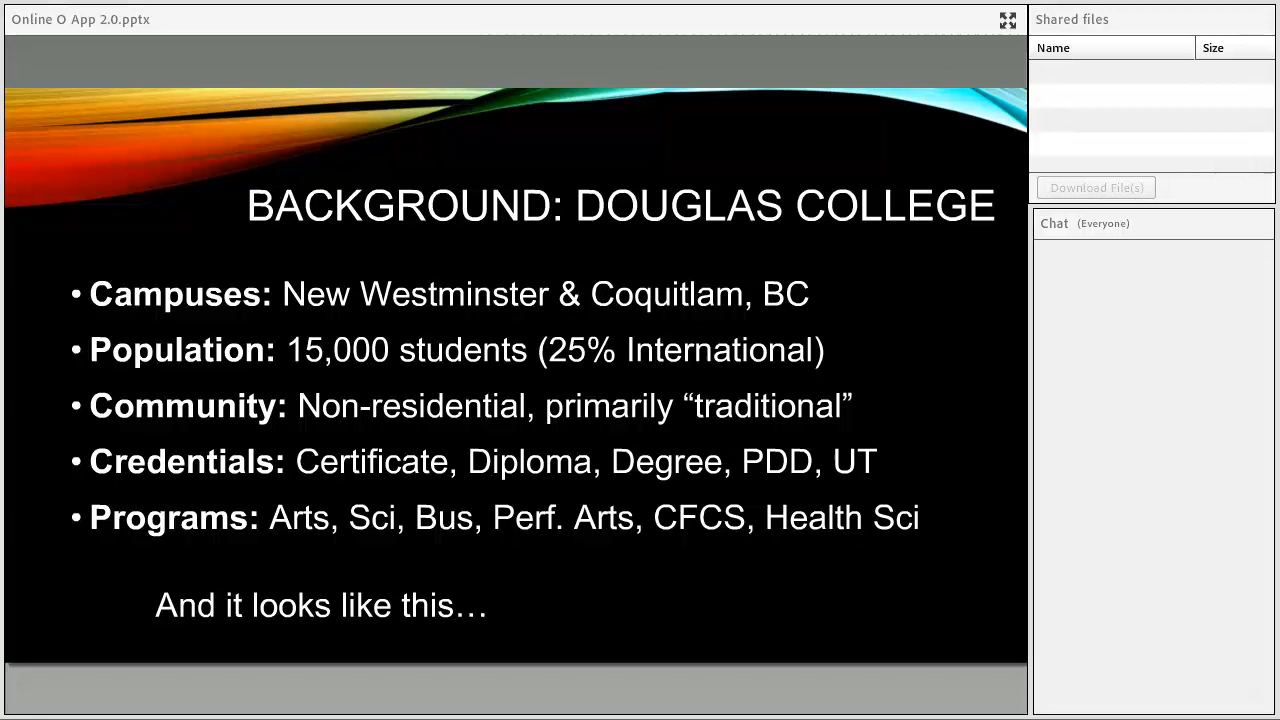 Online O App 2.0.pptx
Shared files
Name Size
Download File(s)
Chat (Everyone)
BACKGROUND: DOUGLAS COLLEGE
• Campuses: New Westminster & Coquitlam, BC
• Population: 15,000 students (25% International)
• Community: Non-residential, primarily “traditional”
• Credentials: Certificate, Diploma, Degree, PDD, UT
• Programs: Arts, Sci, Bus, Perf. Arts, CFCS, Health Sci
And it looks like this…